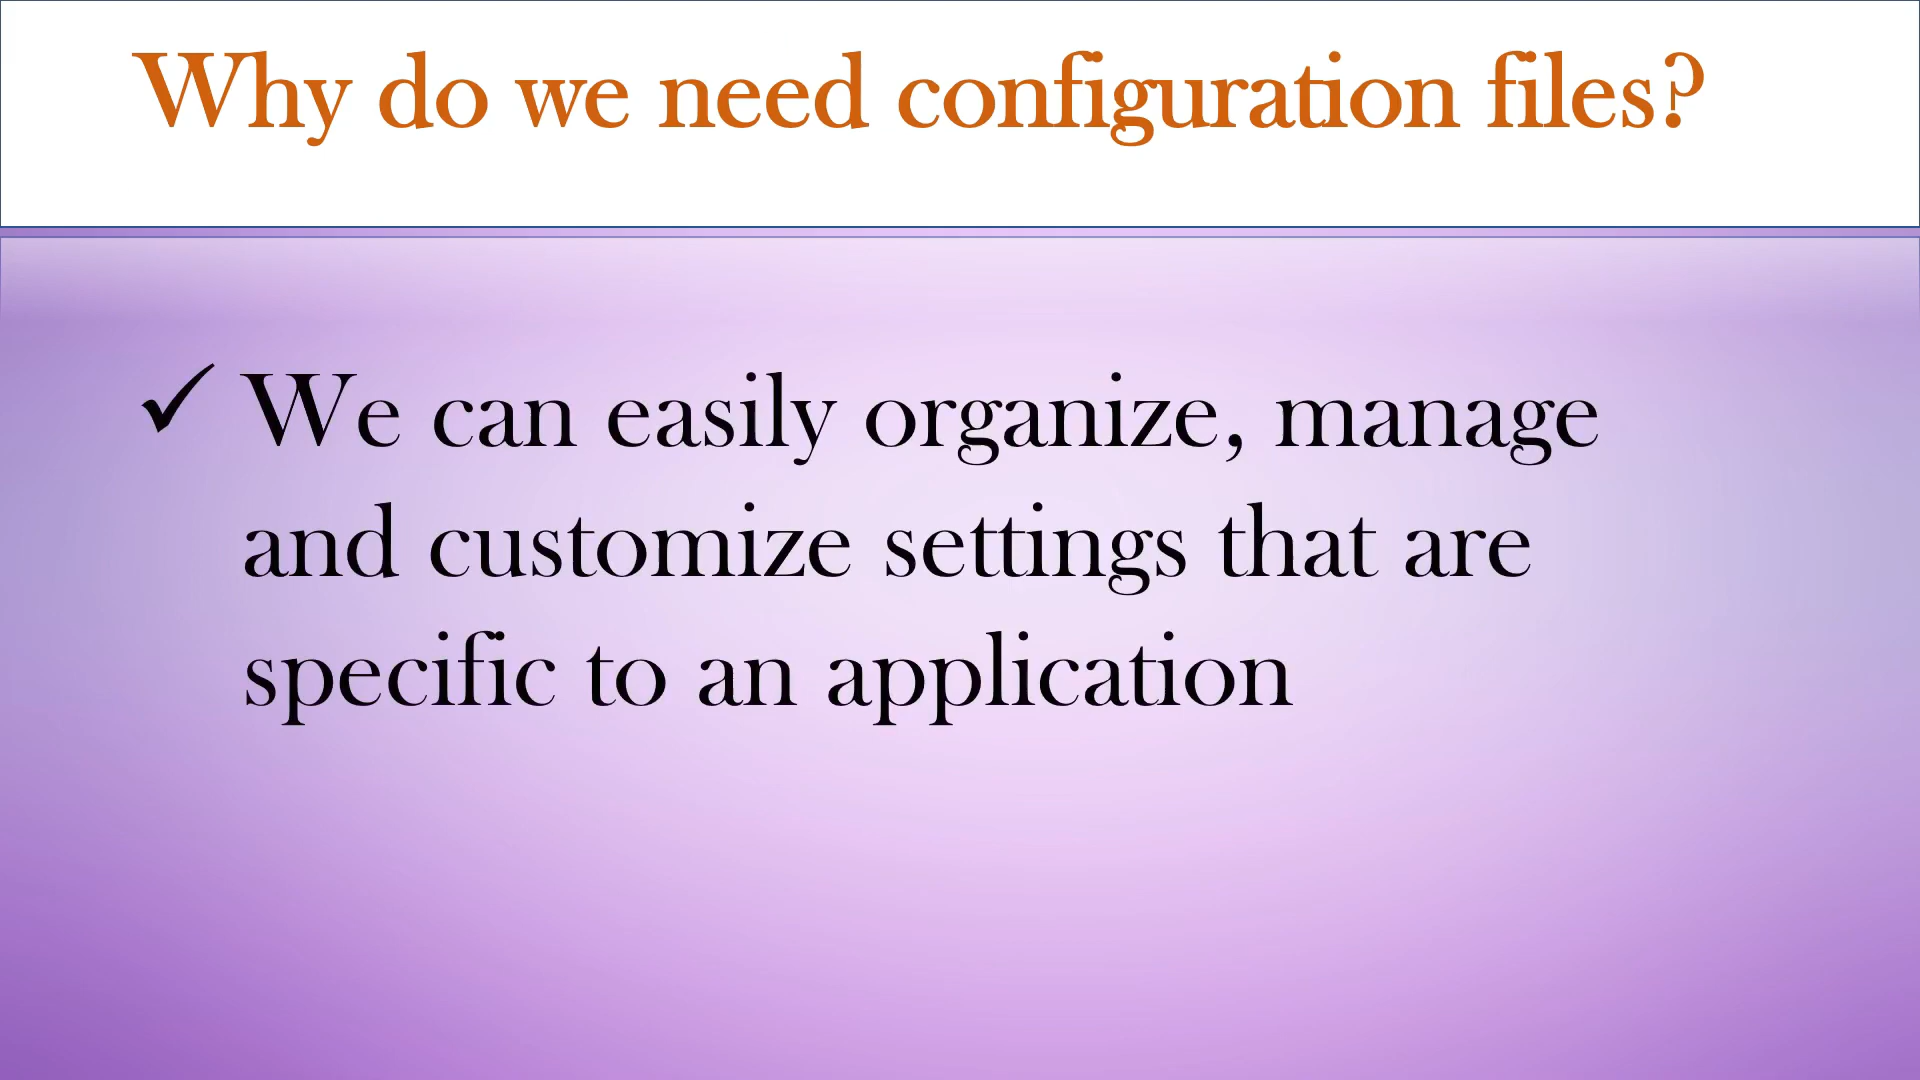 Why do we need configuration files?
✓ We can easily organize, manage
and customize settings that are
specific to an application